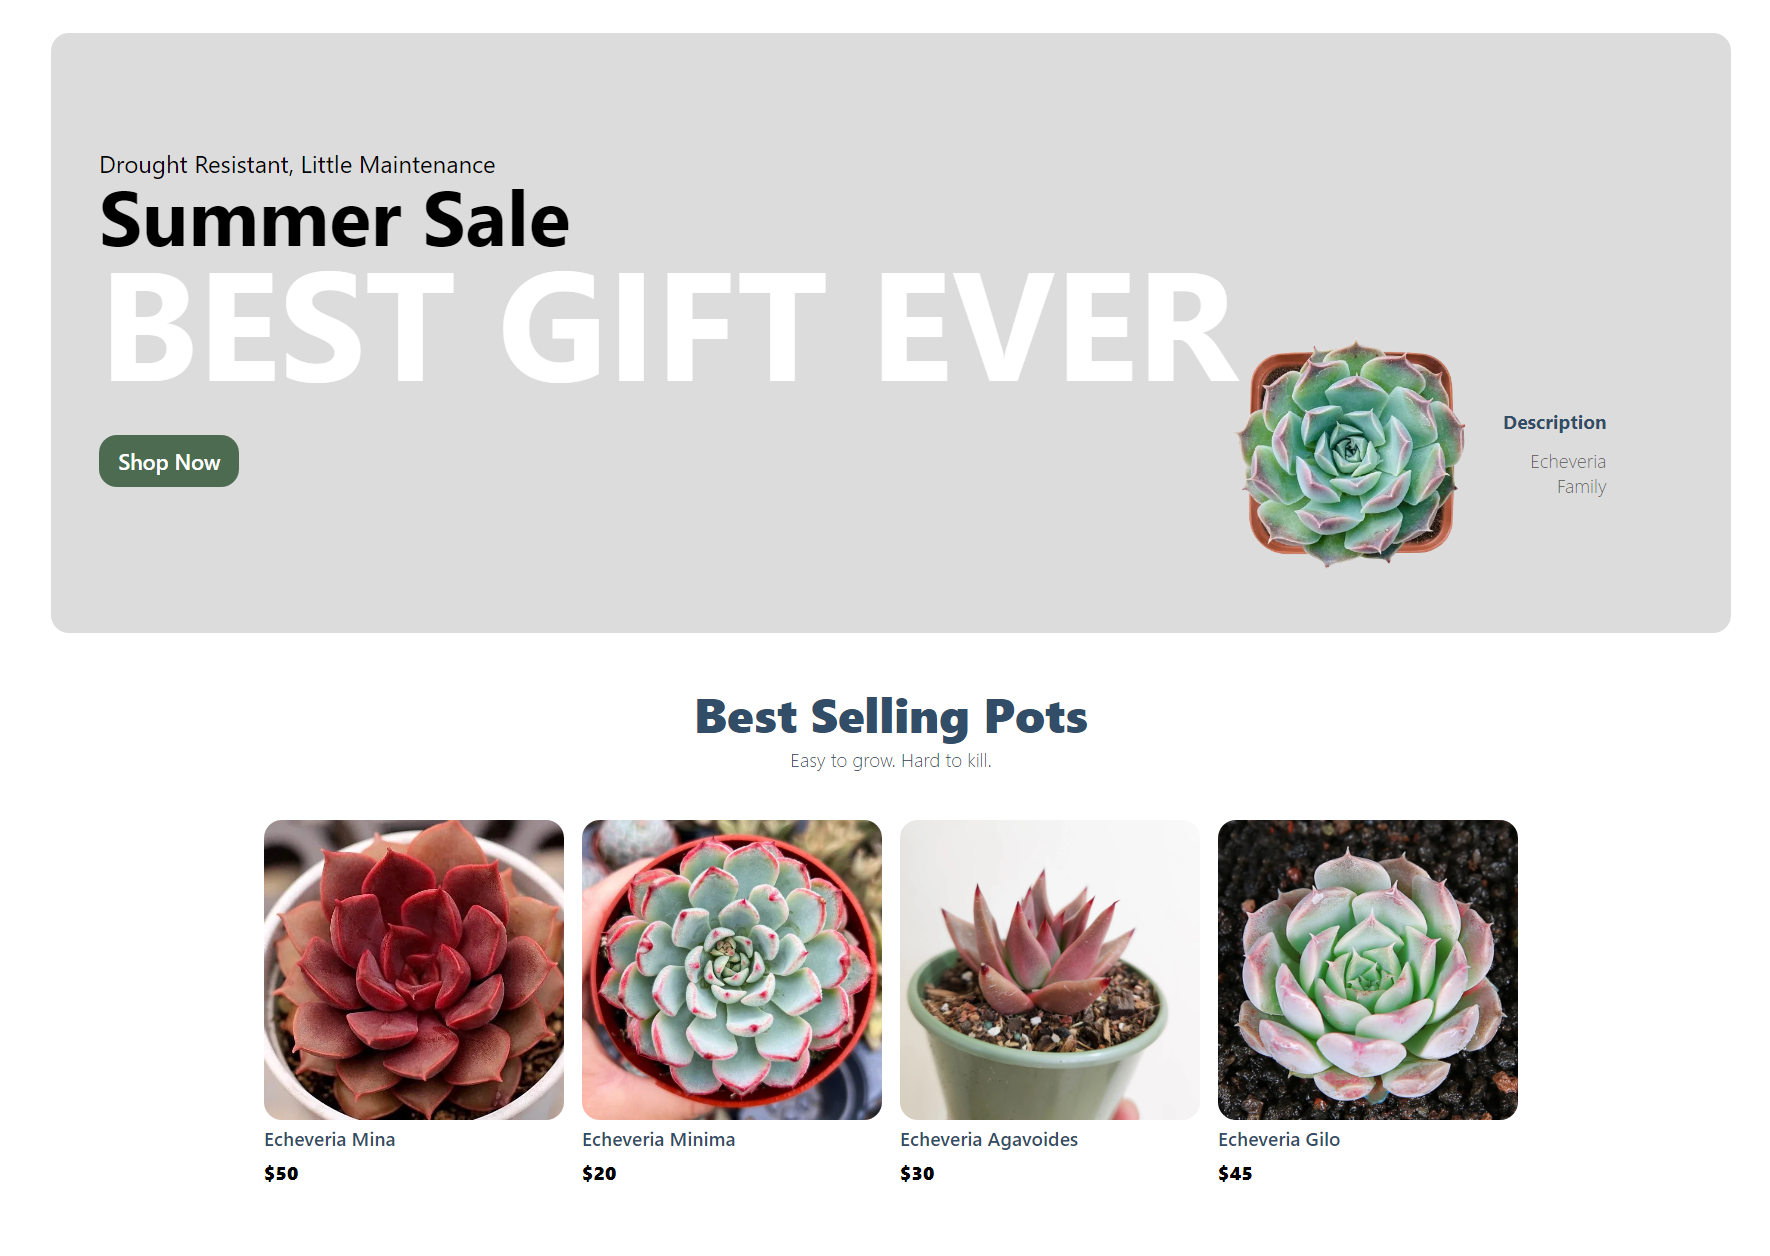 Drought Resistant, Little Maintenance
Summer Sale
BEST GIFT EVER
Shop Now
Description
Echeveria
Family
Best Selling Pots
Easy to grow. Hard to kill.
Echeveria Mina
$50
Echeveria Minima
$20
Echeveria Agavoides
$30
Echeveria Gilo
$45